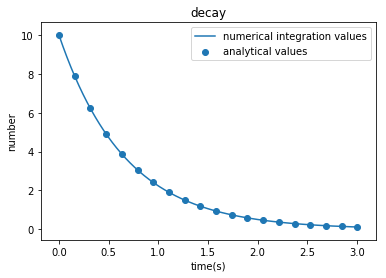 decay
numerical integration values
analytical values
10
8
6
4
2
0
number
0.0 0.5 1.0 1.5 2.0 2.5 3.0
time(s)